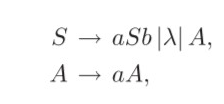 S → aSb |λ| A,
A → aA,